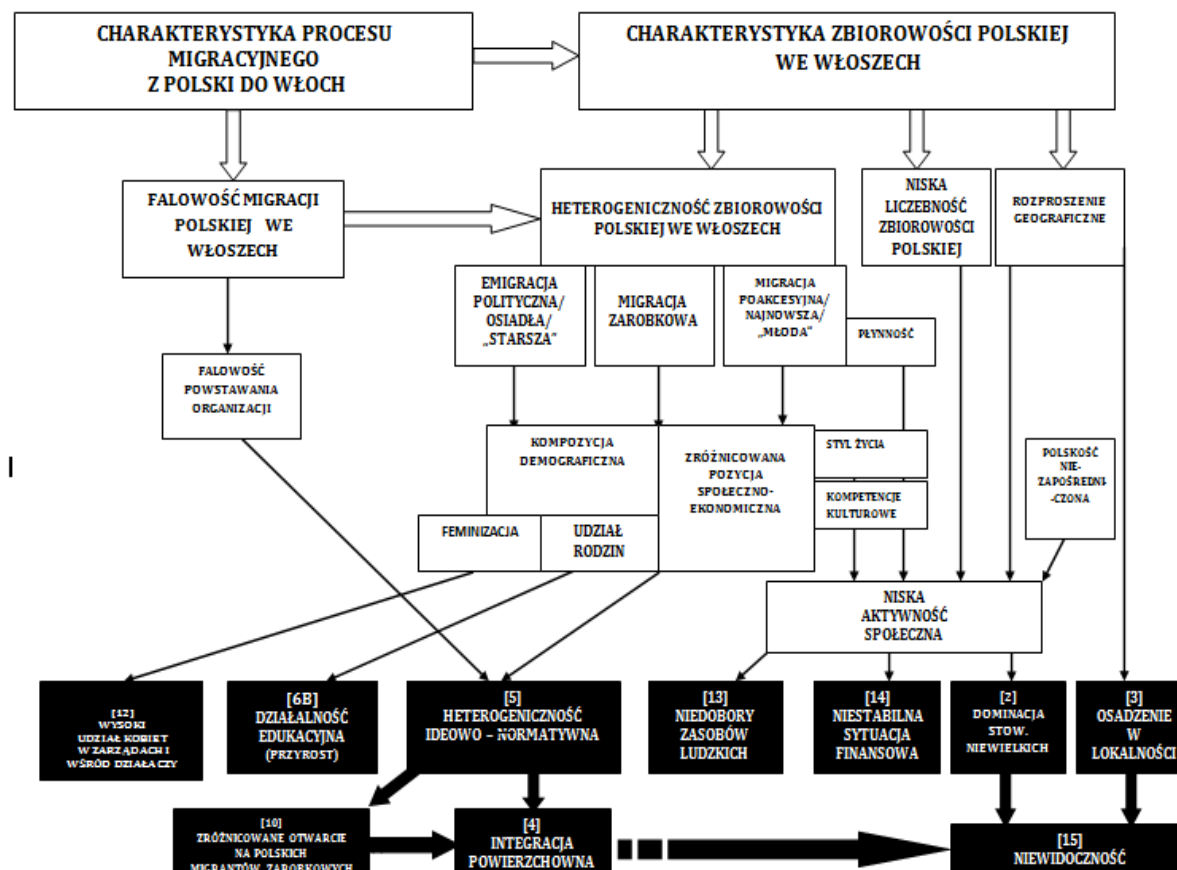 CHARAKTERYSTYKA PROCESU
MIGRACYJNEGO
Z POLSKI DO WŁOCH
CHARAKTERYSTYKA ZBIOROWOŚCI POLSKIEJ
WE WŁOSZECH
FALOWOŚĆ MIGRACJI
POLSKIEJ WE
WŁOSZECH
HETEROGENICZNOŚĆ ZBIOROWOŚCI
POLSKIEJ WE WŁOSZECH
NISKA
LICZEBNOŚĆ
ZBIOROWOŚCI
POLSKIEJ
ROZPROSZENIE
GEOGRAFICZNE
EMIGRACJA
POLITYCZNA/
OSIADŁA/
„STARSZA"
MIGRACJA
ZAROBKOWA
MIGRACJA
POAKCESYJNA/
NAJNOWSZA/
„MŁODA"
PŁYNNOŚĆ
FALOWOŚĆ
POWSTAWANIA
ORGANIZACJI
KOMPOZYCJA
DEMOGRAFICZNA
ZRÓŻNICOWANA
POZYCJA
SPOŁECZNO-
EKONOMICZNA
STYL ŻYCIA
KOMPETENCJE
KULTUROWE
POLSKOŚĆ
NIE-
ZAPOŚREDNI-
-CZONA
FEMINIZACJA
UDZIAŁ
RODZIN
NISKA
AKTYWNOŚĆ
SPOŁECZNA
[12]
WYSOKI
UDZIAŁ KOBIET
W ZARZĄDACH I
WŚRÓD DZIAŁACZY
[6B]
DZIAŁALNOŚĆ
EDUKACYJNA
(PRZYROST)
[5]
HETEROGENICZNOŚĆ
IDEOWO – NORMATYWNA
[13]
NIEDOBORY
ZASOBÓW
LUDZKICH
[14]
NIESTABILNA
SYTUACJA
FINANSOWA
[2]
DOMINACJA
STOW.
NIEWIELKICH
[3]
OSADZENIE
W
LOKALNOŚCI
[10]
ZRÓŻNICOWANE OTWARCIE
NA POLSKICH
MIGRANTÓW ZAROBKOWYCH
[4]
INTEGRACJA
POWIERZCHOWNA
[15]
NIEWIDOCZNOŚĆ